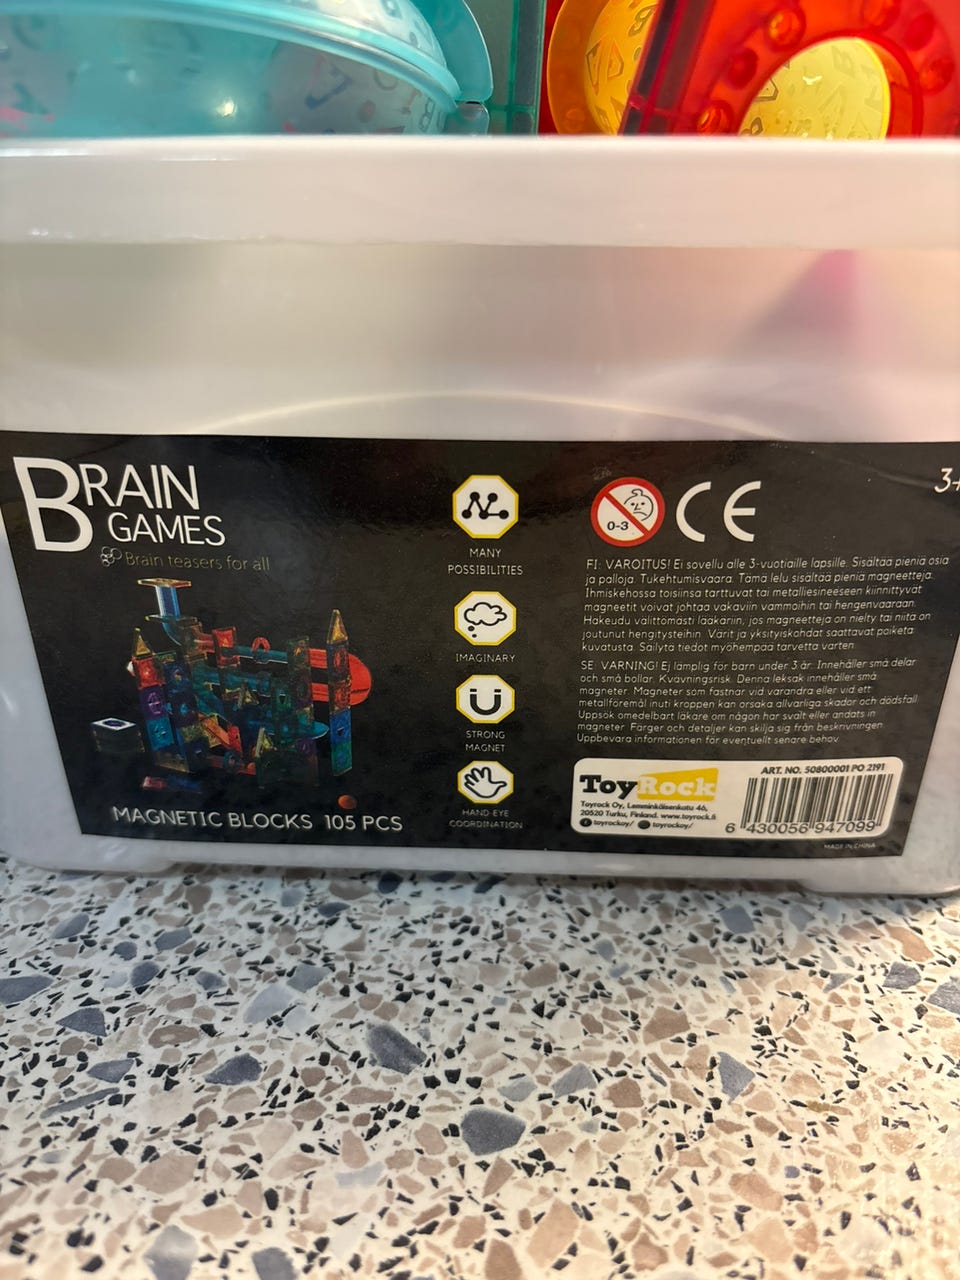 BRAIN
GAMES
Brain teasers for all
MAGNETIC BLOCKS 105 PCS
MANY
POSSIBILITIES
IMAGINARY
STRONG
MAGNET
HAND-EYE
COORDINATION
0-3
CE
3+
FI: VAROITUS! Ei sovellu alle 3-vuotiaille lapsille. Sisältää pieniä osia
ja palloja. Tukehtumisvaara. Tämä lelu sisältää pieniä magneetteja.
Ihmiskehossa toisiinsa tarttuvat tai metalliesineeseen kiinnittyvät
magneetit voivat johtaa vakaviin vammoihin tai hengenvaaraan.
Hakeudu välittömästi lääkäriin, jos magneetteja on nielty tai niitä on
joutunut hengitysteihin. Värit ja yksityiskohdat saattavat poiketa
kuvatusta. Säilytä tiedot myöhempää tarvetta varten.
SE: VARNING! Ej lämplig för barn under 3 år. Innehåller små delar
och små bollar. Kvävningsrisk. Denna leksak innehåller små
magneter. Magneter som fastnar vid varandra eller vid ett
metallföremål inuti kroppen kan orsaka allvarliga skador och dödsfall.
Uppsök omedelbart läkare om någon har svalt eller andats in
magneter. Färger och detaljer kan skilja sig från beskrivningen.
Uppbevara informationen för eventuellt senare behov.
ToyRock
Toyrock Oy, Lemminkäisenkatu 46,
20520 Turku, Finland. www.toyrock.fi
toyrockoy/ toyrockoy/
ART. NO. 50800001 PO 2191
6 430056 947099
MADE IN CHINA